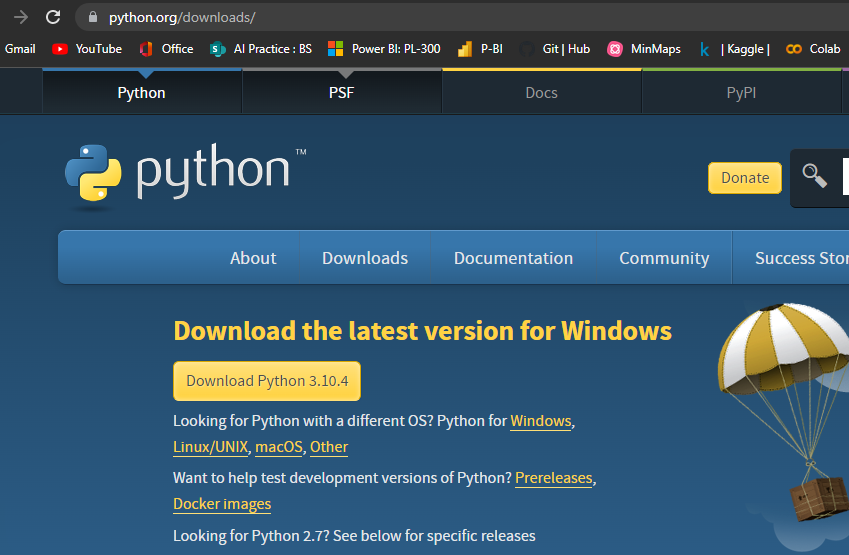 python.org/downloads/
Gmail YouTube Office AI Practice : BS Power BI: PL-300 P-BI Git | Hub MinMaps | Kaggle | Colab
Python PSF Docs PyPI
python™
Donate
About Downloads Documentation Community Success Stor
Download the latest version for Windows
Download Python 3.10.4
Looking for Python with a different OS? Python for Windows,
Linux/UNIX, macOS, Other
Want to help test development versions of Python? Prereleases,
Docker images
Looking for Python 2.7? See below for specific releases